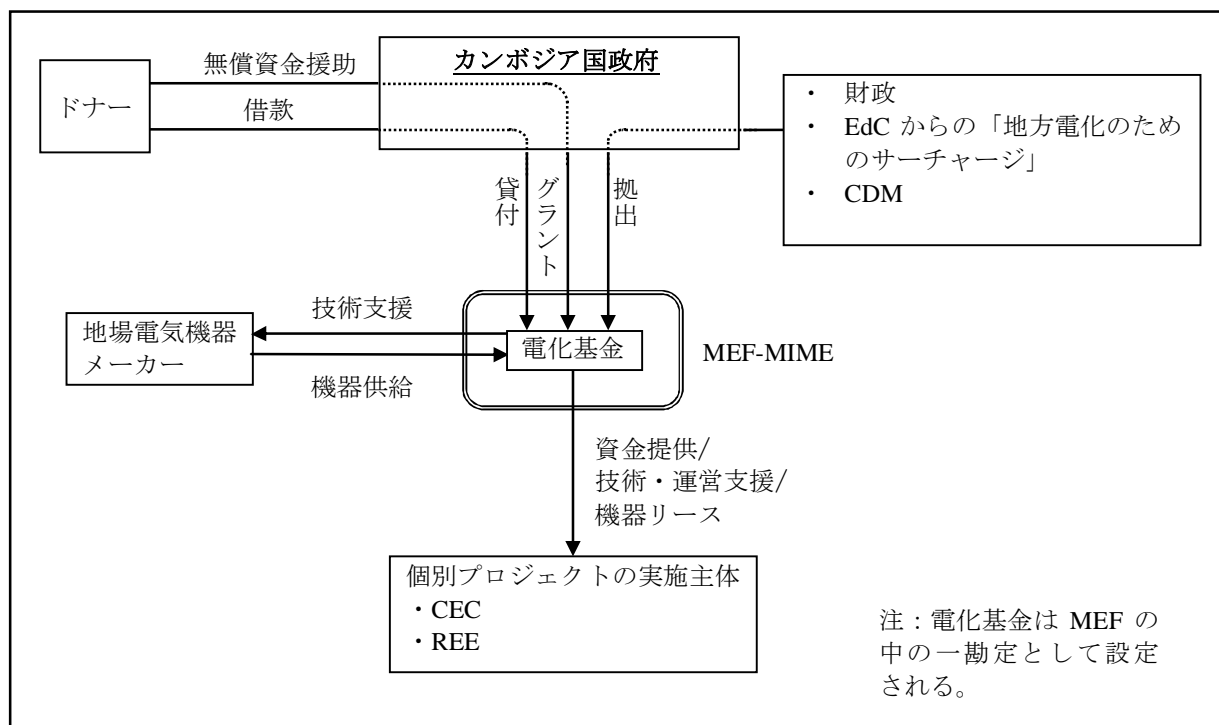 無償資金援助
カンボジア国政府
ドナー
借款
・ 財政
・ EdC からの「地方電化のため
のサーチャージ」
・ CDM
貸付
グラント
拠出
技術支援
地場電気機器
メーカー
電化基金
MEF-MIME
機器供給
資金提供/
技術・運営支援/
機器リース
個別プロジェクトの実施主体
・CEC
・REE
注：電化基金は MEF の
中の一勘定として設定
される。